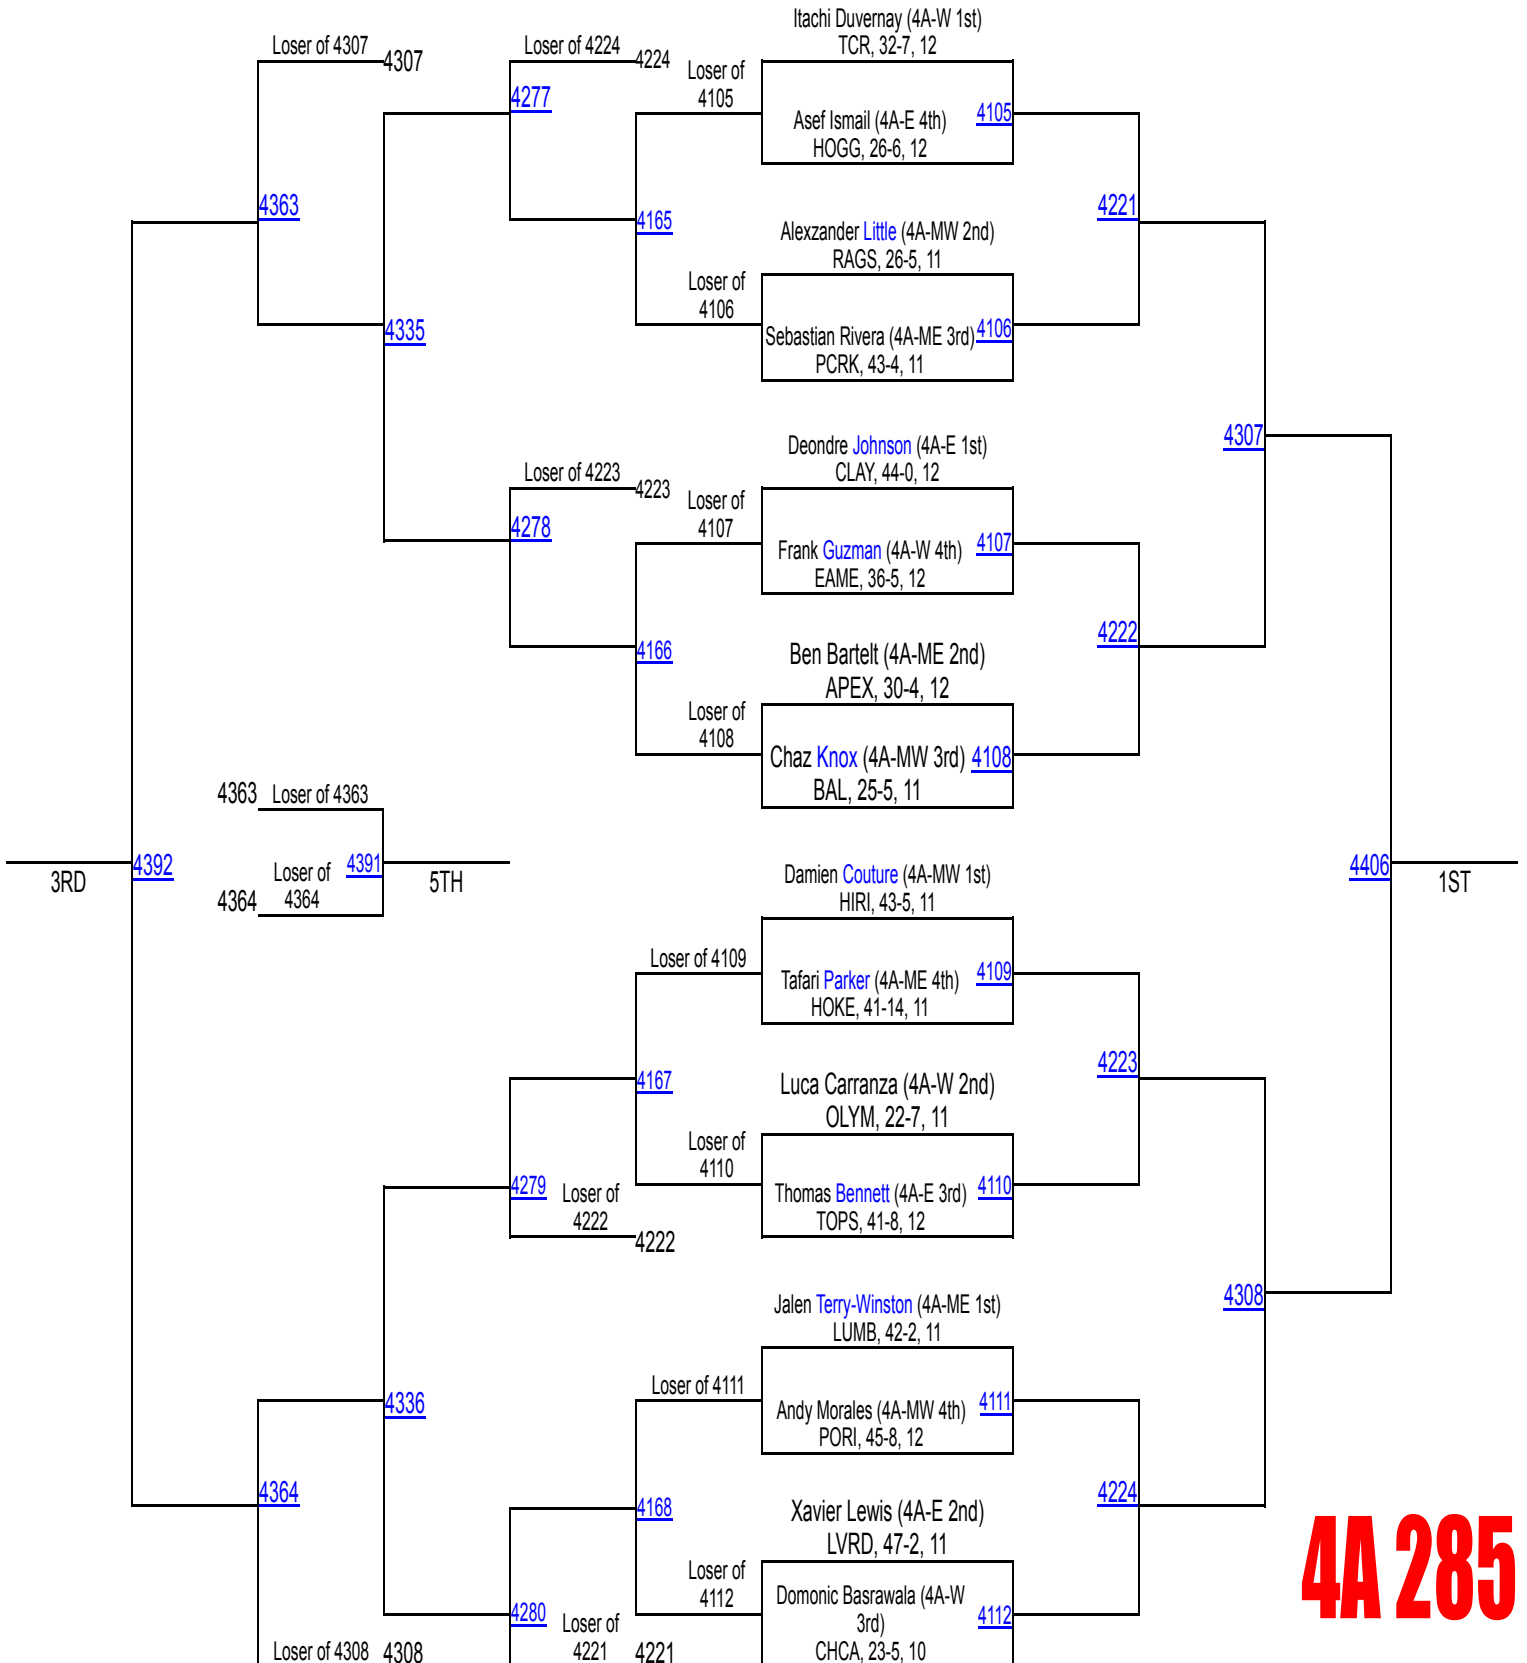 Itachi Duvernay (4A-W 1st)
TCR, 32-7, 12
Loser of 4307
4307
Loser of 4224
4224
Loser of
4105
4277
Asef Ismail (4A-E 4th)
HOGG, 26-6, 12
4105
4363
4165
4221
Alexzander Little (4A-MW 2nd)
RAGS, 26-5, 11
Loser of
4106
4335
Sebastian Rivera (4A-ME 3rd)
PCRK, 43-4, 11
4106
Deondre Johnson (4A-E 1st)
CLAY, 44-0, 12
4307
Loser of 4223
4223
Loser of
4107
4278
Frank Guzman (4A-W 4th)
EAME, 36-5, 12
4107
4166
4222
Ben Bartelt (4A-ME 2nd)
APEX, 30-4, 12
Loser of
4108
Chaz Knox (4A-MW 3rd)
BAL, 25-5, 11
4108
4363
Loser of 4363
3RD
4392
Loser of
4364
4364
4391
5TH
Damien Couture (4A-MW 1st)
HIRI, 43-5, 11
4406
1ST
Loser of 4109
Tafari Parker (4A-ME 4th)
HOKE, 41-14, 11
4109
4167
4223
Luca Carranza (4A-W 2nd)
OLYM, 22-7, 11
Loser of
4110
4279
Loser of
4222
4222
Thomas Bennett (4A-E 3rd)
TOPS, 41-8, 12
4110
Jalen Terry-Winston (4A-ME 1st)
LUMB, 42-2, 11
4308
Loser of 4111
4336
Andy Morales (4A-MW 4th)
PORI, 45-8, 12
4111
4364
4168
4224
Xavier Lewis (4A-E 2nd)
LVRD, 47-2, 11
Loser of
4112
4280
Domonic Basrawala (4A-W
3rd)
CHCA, 23-5, 10
4112
Loser of 4308
4308
Loser of
4221
4221
4A 285